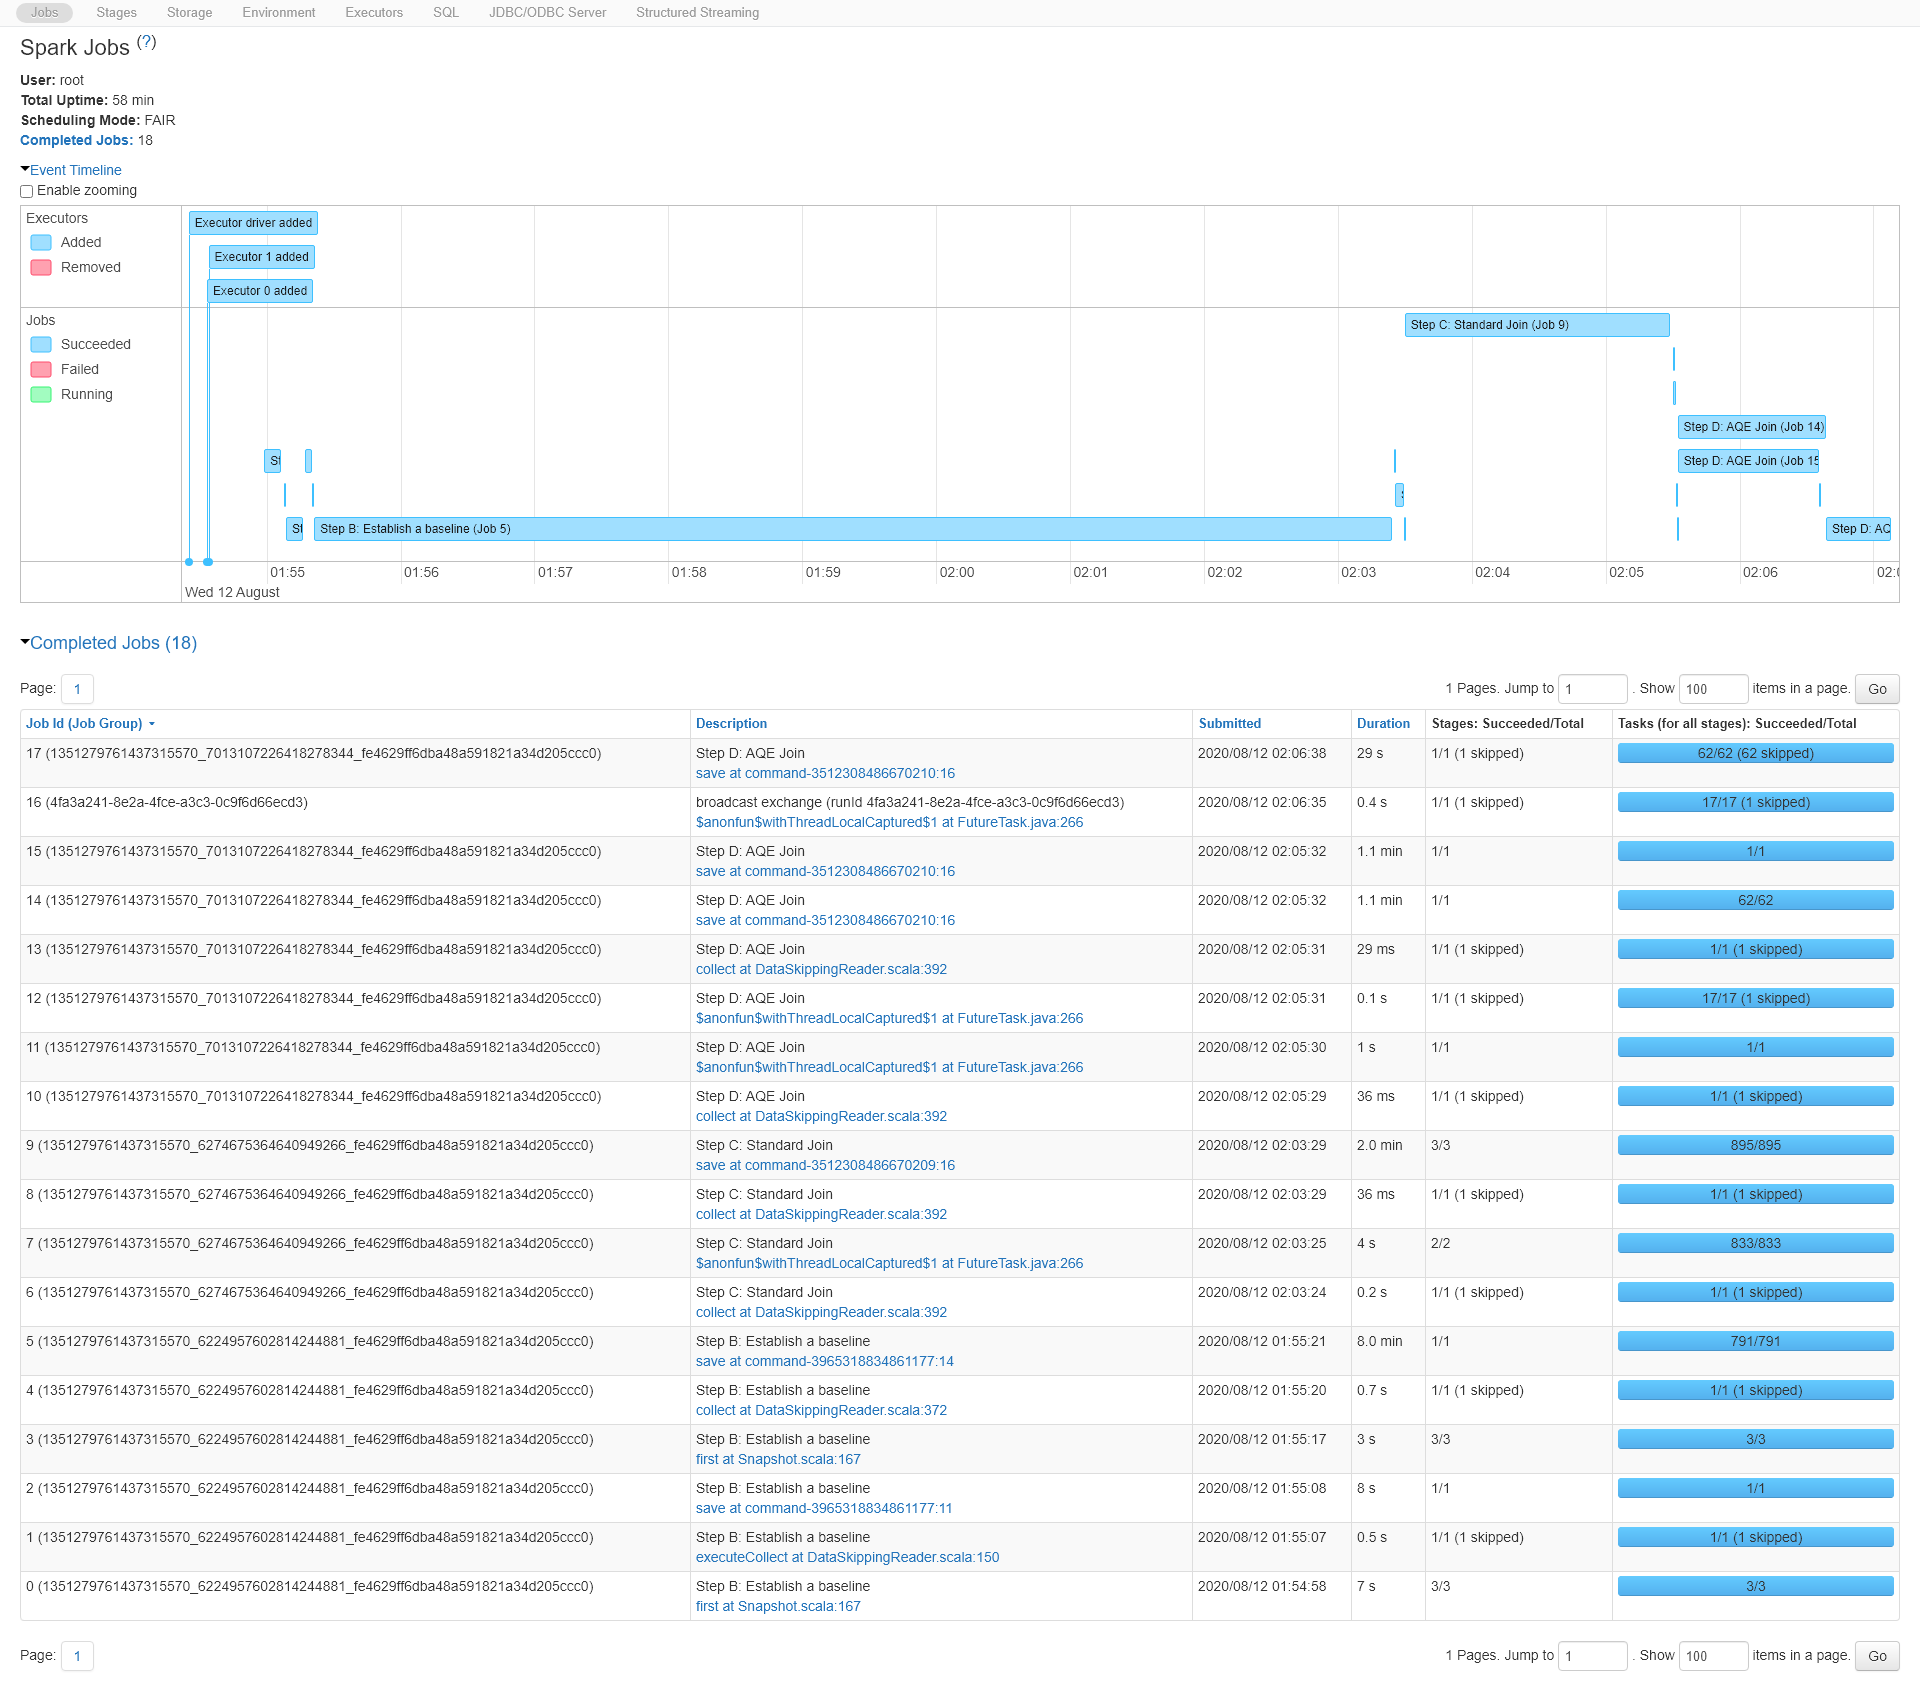 Jobs Stages Storage Environment Executors SQL JDBC/ODBC Server Structured Streaming
Spark Jobs (?)
User: root
Total Uptime: 58 min
Scheduling Mode: FAIR
Completed Jobs: 18
Event Timeline
Enable zooming
Executors
Added
Removed
Executor driver added
Executor 1 added
Executor 0 added
Jobs
Succeeded
Failed
Running
Step C: Standard Join (Job 9)
Step D: AQE Join (Job 14)
St
Step D: AQE Join (Job 15
St
Step B: Establish a baseline (Job 5)
Step D: AQ
01:55 01:56 01:57 01:58 01:59 02:00 02:01 02:02 02:03 02:04 02:05 02:06
Wed 12 August
Completed Jobs (18)
Page: 1 1 Pages. Jump to 1 . Show 100 items in a page. Go
Job Id (Job Group) Description Submitted Duration Stages: Succeeded/Total Tasks (for all stages): Succeeded/Total
17 (1351279761437315570_7013107226418278344_fe4629ff6dba48a591821a34d205ccc0) Step D: AQE Join 2020/08/12 02:06:38 29 s 1/1 (1 skipped) 62/62 (62 skipped)
save at command-3512308486670210:16
16 (4fa3a241-8e2a-4fce-a3c3-0c9f6d66ecd3) broadcast exchange (runId 4fa3a241-8e2a-4fce-a3c3-0c9f6d66ecd3) 2020/08/12 02:06:35 0.4 s 1/1 (1 skipped) 17/17 (1 skipped)
$anonfun$withThreadLocalCaptured$1 at FutureTask.java:266
15 (1351279761437315570_7013107226418278344_fe4629ff6dba48a591821a34d205ccc0) Step D: AQE Join 2020/08/12 02:05:32 1.1 min 1/1 1/1
save at command-3512308486670210:16
14 (1351279761437315570_7013107226418278344_fe4629ff6dba48a591821a34d205ccc0) Step D: AQE Join 2020/08/12 02:05:32 1.1 min 1/1 62/62
save at command-3512308486670210:16
13 (1351279761437315570_7013107226418278344_fe4629ff6dba48a591821a34d205ccc0) Step D: AQE Join 2020/08/12 02:05:31 29 ms 1/1 (1 skipped) 1/1 (1 skipped)
collect at DataSkippingReader.scala:392
12 (1351279761437315570_7013107226418278344_fe4629ff6dba48a591821a34d205ccc0) Step D: AQE Join 2020/08/12 02:05:31 0.1 s 1/1 (1 skipped) 17/17 (1 skipped)
$anonfun$withThreadLocalCaptured$1 at FutureTask.java:266
11 (1351279761437315570_7013107226418278344_fe4629ff6dba48a591821a34d205ccc0) Step D: AQE Join 2020/08/12 02:05:30 1 s 1/1 1/1
$anonfun$withThreadLocalCaptured$1 at FutureTask.java:266
10 (1351279761437315570_7013107226418278344_fe4629ff6dba48a591821a34d205ccc0) Step D: AQE Join 2020/08/12 02:05:29 36 ms 1/1 (1 skipped) 1/1 (1 skipped)
collect at DataSkippingReader.scala:392
9 (1351279761437315570_6274675364640949266_fe4629ff6dba48a591821a34d205ccc0) Step C: Standard Join 2020/08/12 02:03:29 2.0 min 3/3 895/895
save at command-3512308486670209:16
8 (1351279761437315570_6274675364640949266_fe4629ff6dba48a591821a34d205ccc0) Step C: Standard Join 2020/08/12 02:03:29 36 ms 1/1 (1 skipped) 1/1 (1 skipped)
collect at DataSkippingReader.scala:392
7 (1351279761437315570_6274675364640949266_fe4629ff6dba48a591821a34d205ccc0) Step C: Standard Join 2020/08/12 02:03:25 4 s 2/2 833/833
$anonfun$withThreadLocalCaptured$1 at FutureTask.java:266
6 (1351279761437315570_6274675364640949266_fe4629ff6dba48a591821a34d205ccc0) Step C: Standard Join 2020/08/12 02:03:24 0.2 s 1/1 (1 skipped) 1/1 (1 skipped)
collect at DataSkippingReader.scala:392
5 (1351279761437315570_6224957602814244881_fe4629ff6dba48a591821a34d205ccc0) Step B: Establish a baseline 2020/08/12 01:55:21 8.0 min 1/1 791/791
save at command-3965318834861177:14
4 (1351279761437315570_6224957602814244881_fe4629ff6dba48a591821a34d205ccc0) Step B: Establish a baseline 2020/08/12 01:55:20 0.7 s 1/1 (1 skipped) 1/1 (1 skipped)
collect at DataSkippingReader.scala:372
3 (1351279761437315570_6224957602814244881_fe4629ff6dba48a591821a34d205ccc0) Step B: Establish a baseline 2020/08/12 01:55:17 3 s 3/3 3/3
first at Snapshot.scala:167
2 (1351279761437315570_6224957602814244881_fe4629ff6dba48a591821a34d205ccc0) Step B: Establish a baseline 2020/08/12 01:55:08 8 s 1/1 1/1
save at command-3965318834861177:11
1 (1351279761437315570_6224957602814244881_fe4629ff6dba48a591821a34d205ccc0) Step B: Establish a baseline 2020/08/12 01:55:07 0.5 s 1/1 (1 skipped) 1/1 (1 skipped)
executeCollect at DataSkippingReader.scala:150
0 (1351279761437315570_6224957602814244881_fe4629ff6dba48a591821a34d205ccc0) Step B: Establish a baseline 2020/08/12 01:54:58 7 s 3/3 3/3
first at Snapshot.scala:167
Page: 1 1 Pages. Jump to 1 . Show 100 items in a page. Go